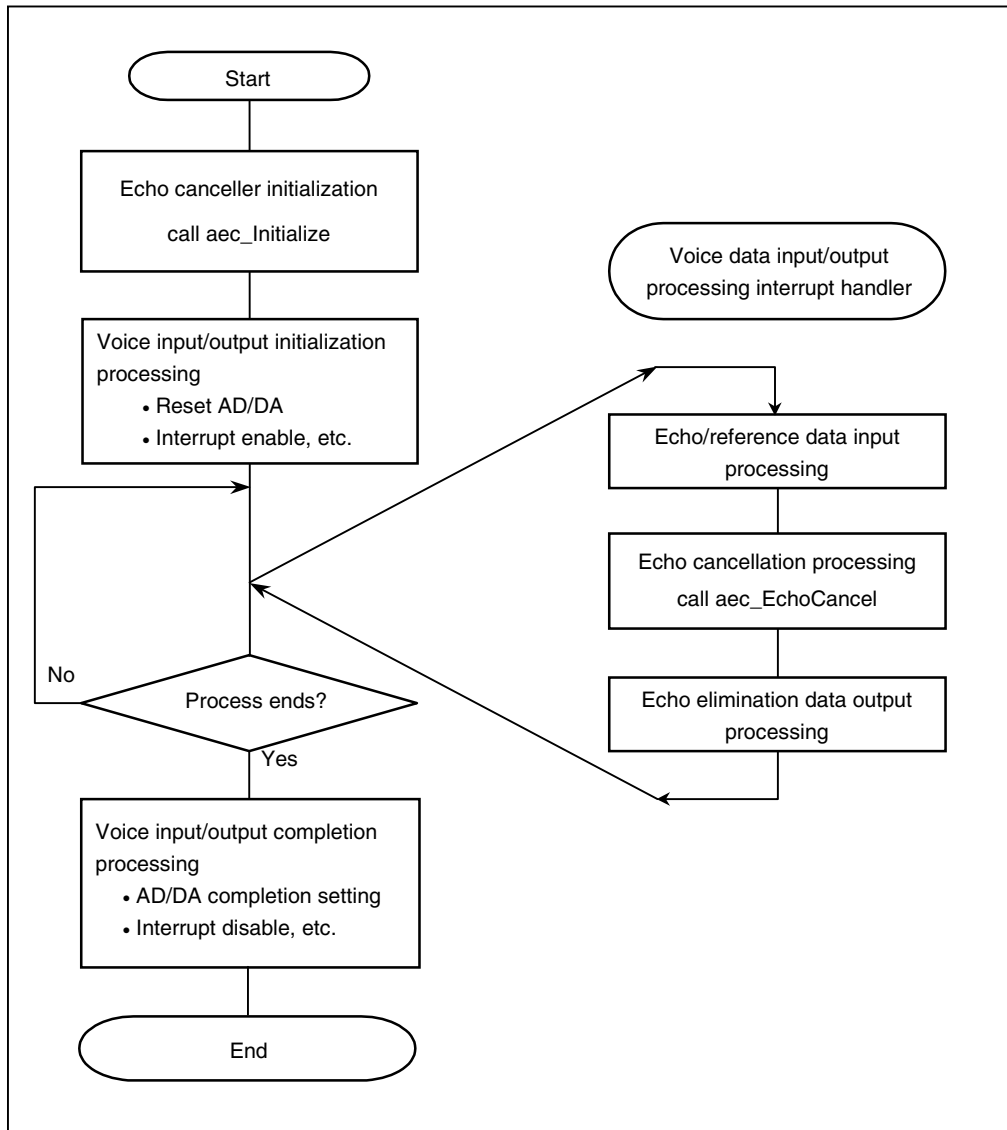 Start
Echo canceller initialization
call aec_Initialize
Voice input/output initialization
processing
• Reset AD/DA
• Interrupt enable, etc.
No
Process ends?
Yes
Voice input/output completion
processing
• AD/DA completion setting
• Interrupt disable, etc.
End
Voice data input/output
processing interrupt handler
Echo/reference data input
processing
Echo cancellation processing
call aec_EchoCancel
Echo elimination data output
processing